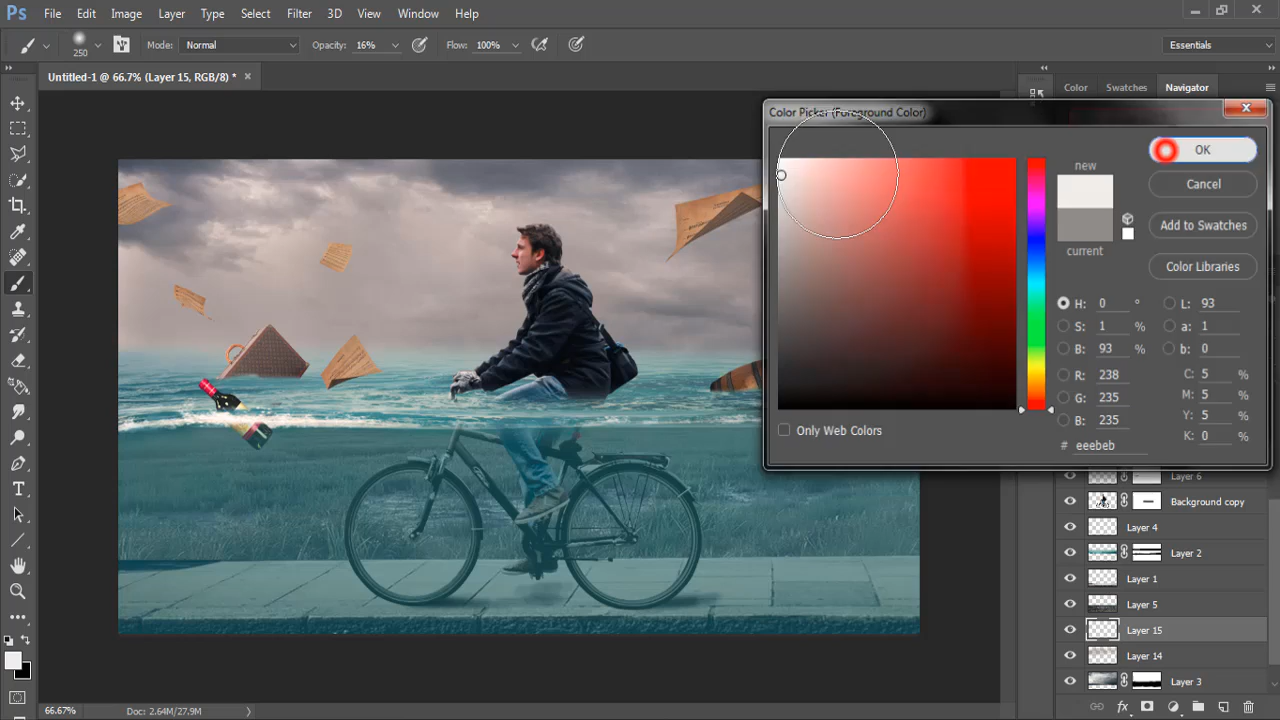 Ps File Edit Image Layer Type Select Filter 3D View Window Help
250 Mode: Normal Opacity: 16% Flow: 100% Essentials
Untitled-1 @ 66.7% (Layer 15, RGB/8) * × Color Swatches Navigator
Color Picker (Foreground Color)
OK
new
Cancel
Add to Swatches
current
Color Libraries
H: 0 ° L: 93
S: 1 % a: 1
B: 93 % b: 0
R: 238 C: 5 %
G: 235 M: 5 %
B: 235 Y: 5 %
Only Web Colors K: 0 %
# eeebeb
Layer 6
Background copy
Layer 4
Layer 2
Layer 1
Layer 5
Layer 15
Layer 14
Layer 3
66.67% Doc: 2.64M/27.9M
fx